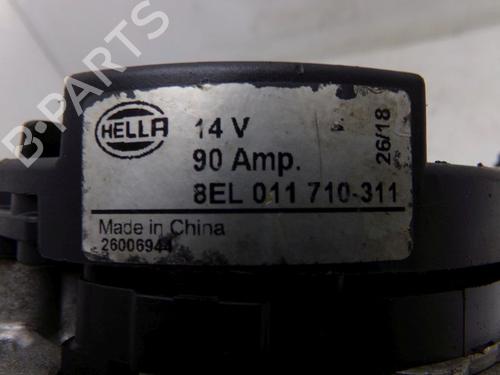 HELLA
14 V
90 Amp.
8EL 011 710-311
26/18
Made in China
26006944
B PARTS